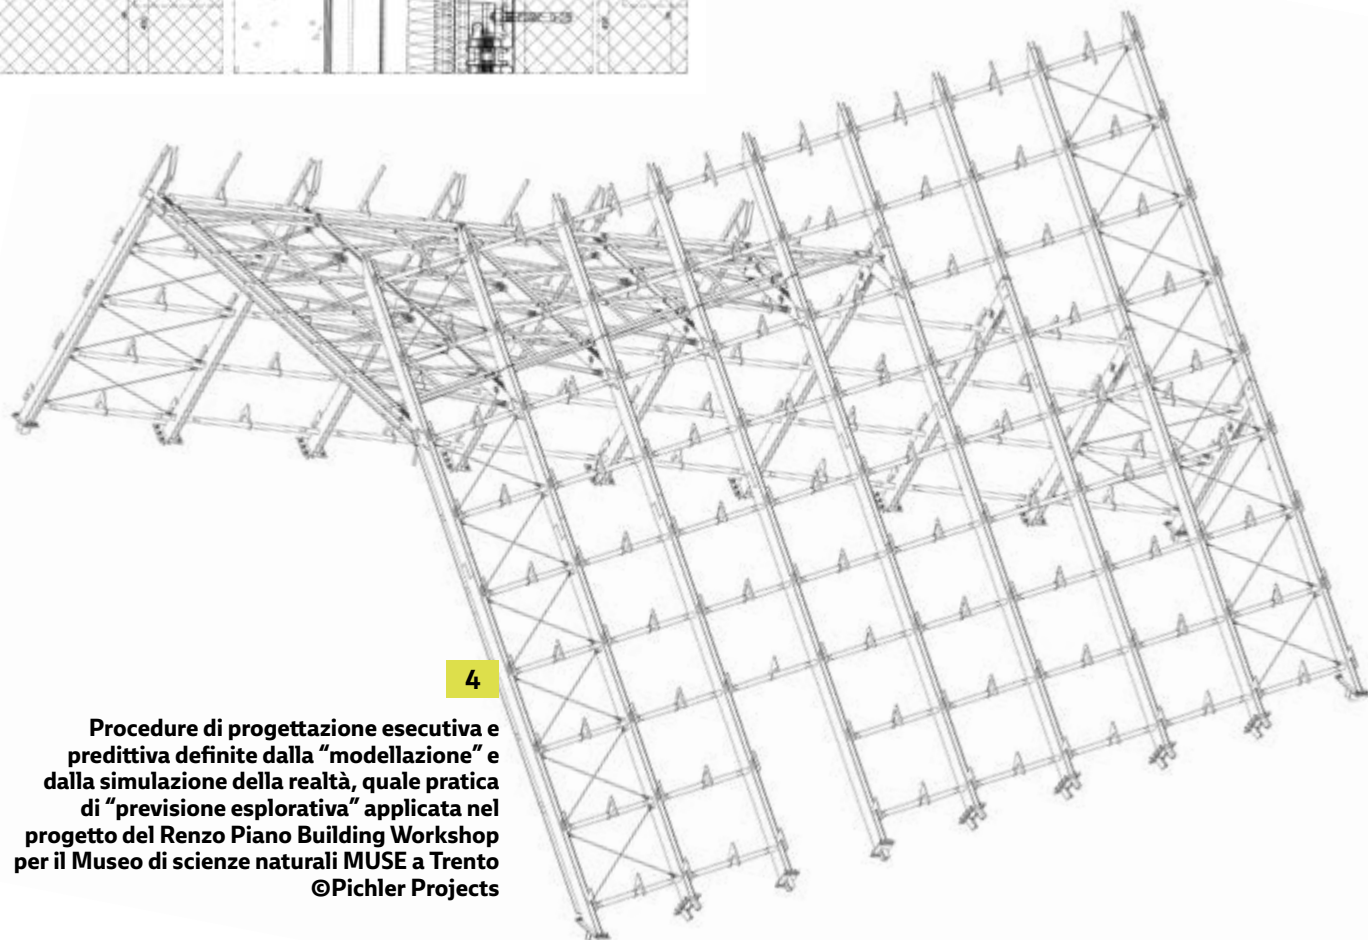 4
Procedure di progettazione esecutiva e
predittiva definite dalla “modellazione” e
dalla simulazione della realtà, quale pratica
di “previsione esplorativa” applicata nel
progetto del Renzo Piano Building Workshop
per il Museo di scienze naturali MUSE a Trento
©Pichler Projects